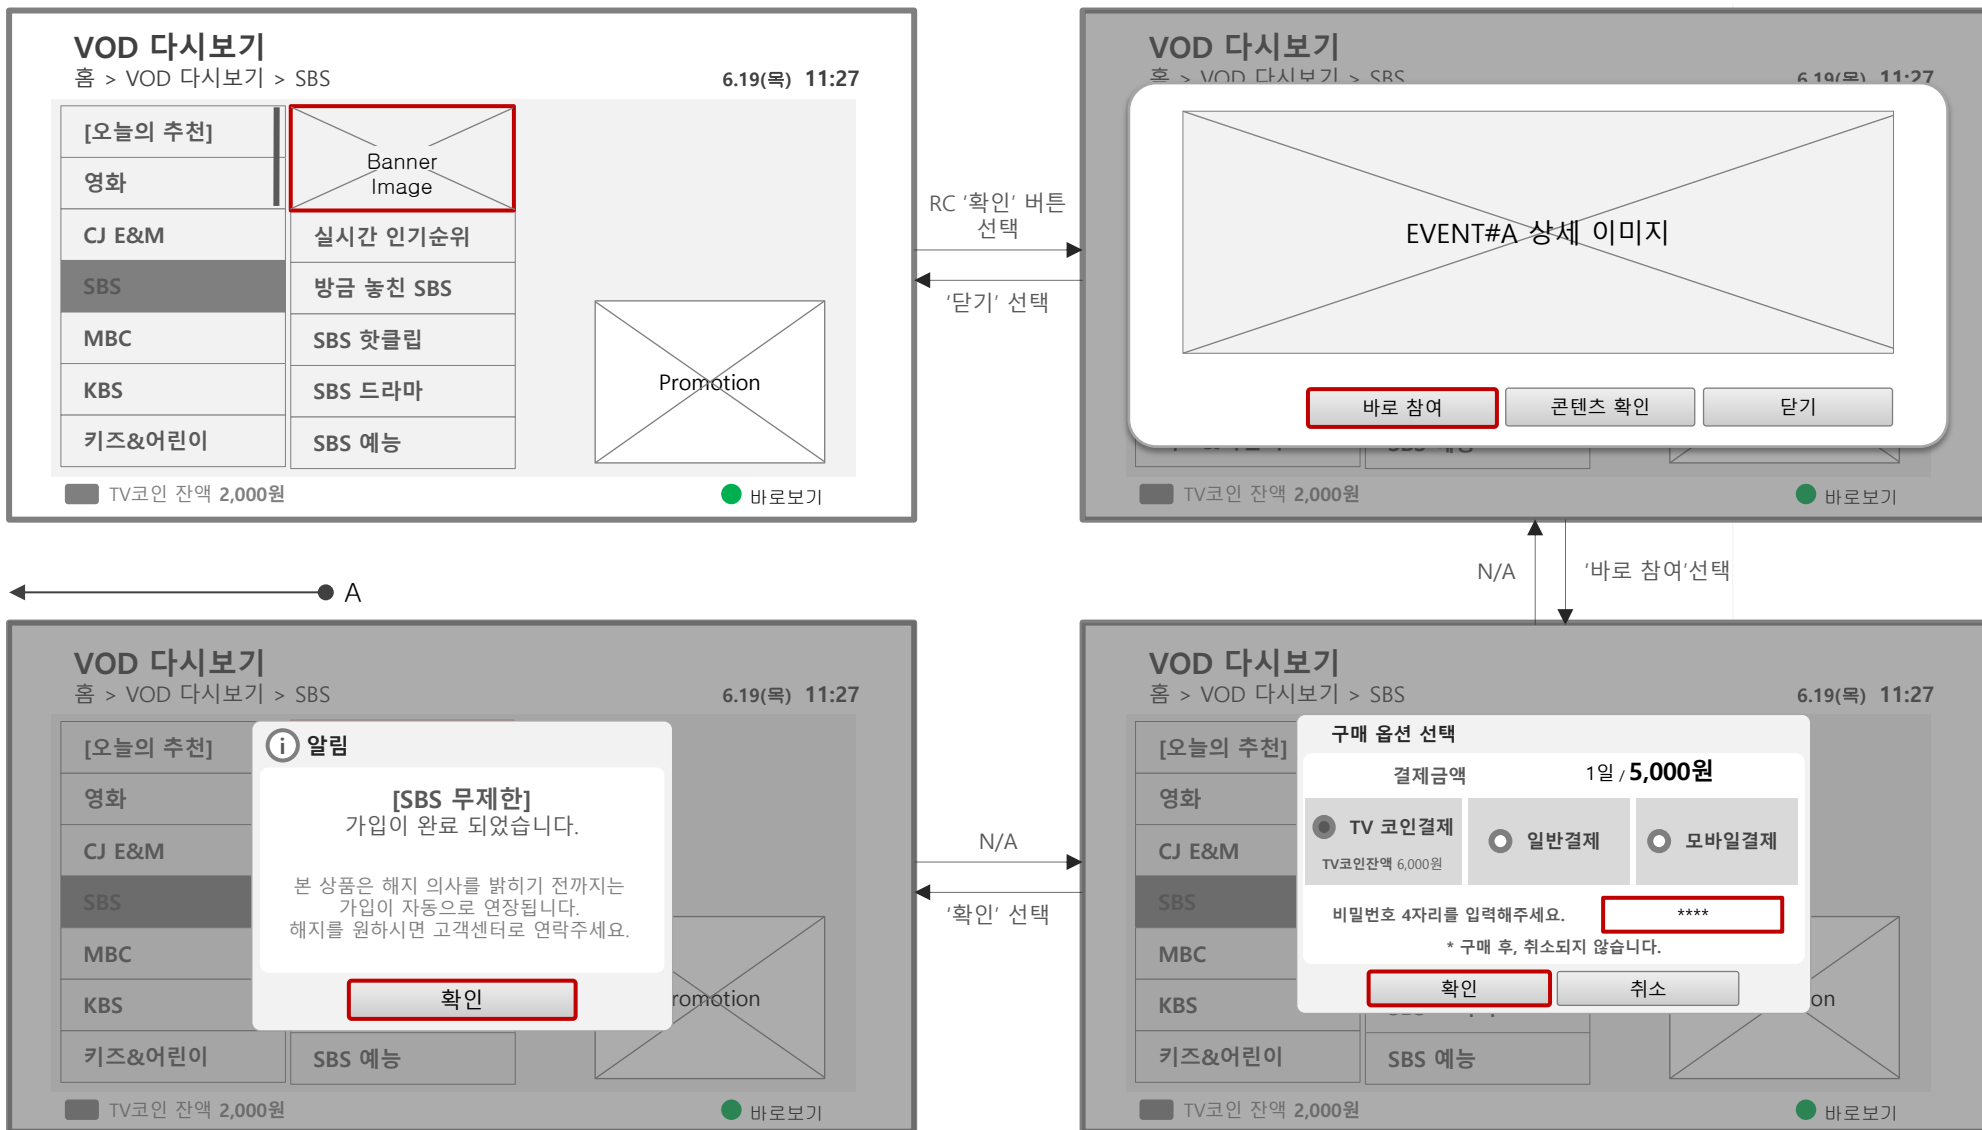 VOD 다시보기
홈 > VOD 다시보기 > SBS
6.19(목) 11:27
[오늘의 추천]
영화
CJ E&M
SBS
MBC
KBS
키즈&어린이
Banner
Image
실시간 인기순위
방금 놓친 SBS
SBS 핫클립
SBS 드라마
SBS 예능
Promotion
TV코인 잔액 2,000원
바로보기
RC '확인' 버튼
선택
'닫기' 선택
VOD 다시보기
홈 > VOD 다시보기 > SBS
6.19(목) 11:27
EVENT#A 상세 이미지
바로 참여
콘텐츠 확인
닫기
SBS 예능
TV코인 잔액 2,000원
바로보기
N/A
'바로 참여'선택
A
VOD 다시보기
홈 > VOD 다시보기 > SBS
6.19(목) 11:27
[오늘의 추천]
영화
CJ E&M
SBS
MBC
KBS
키즈&어린이
i 알림
[SBS 무제한]
가입이 완료 되었습니다.
본 상품은 해지 의사를 밝히기 전까지는
가입이 자동으로 연장됩니다.
해지를 원하시면 고객센터로 연락주세요.
확인
romotion
SBS 예능
TV코인 잔액 2,000원
바로보기
N/A
'확인' 선택
VOD 다시보기
홈 > VOD 다시보기 > SBS
6.19(목) 11:27
[오늘의 추천]
영화
CJ E&M
SBS
MBC
KBS
키즈&어린이
구매 옵션 선택
결제금액
1일 / 5,000원
TV 코인결제
TV코인잔액 6,000원
일반결제
모바일결제
비밀번호 4자리를 입력해주세요.
****
* 구매 후, 취소되지 않습니다.
확인
취소
on
SBS 예능
TV코인 잔액 2,000원
바로보기